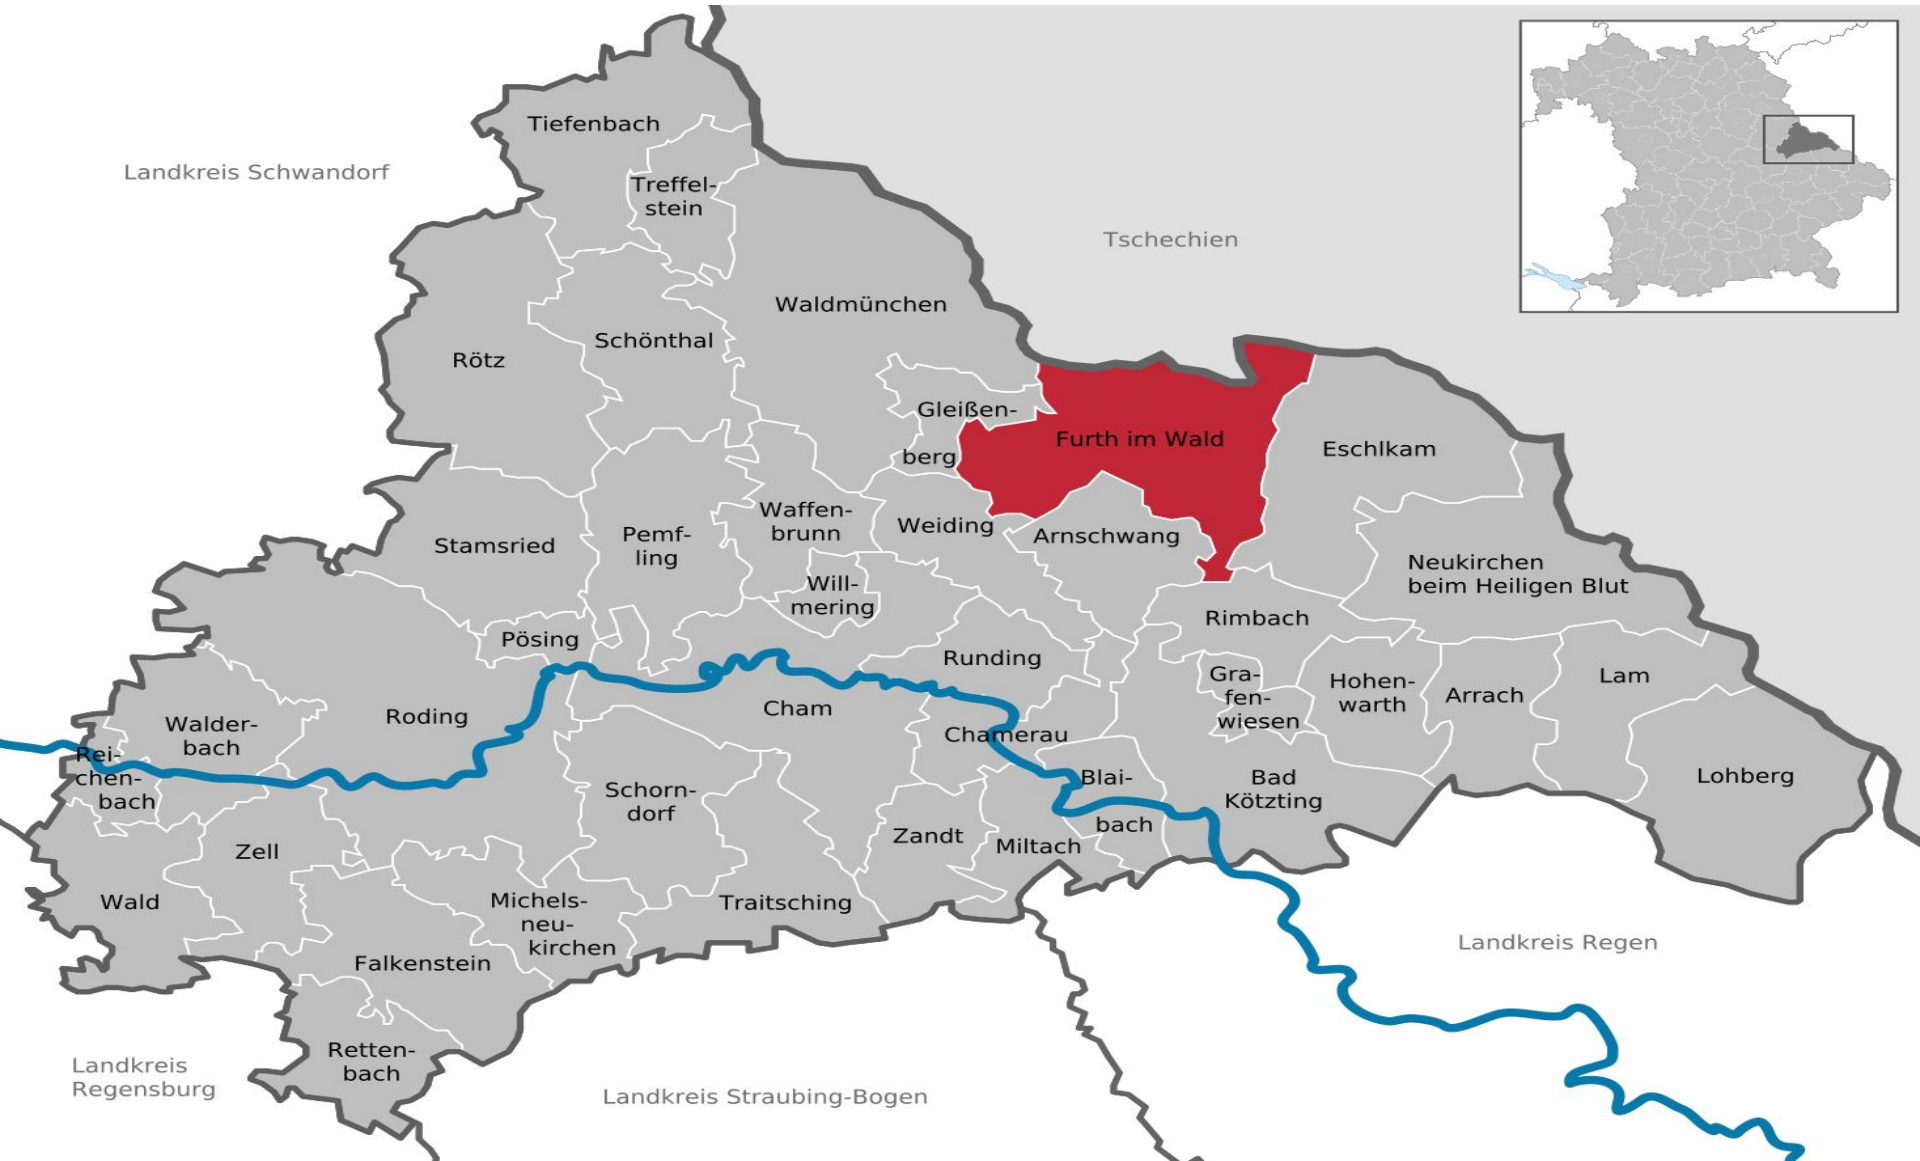 Tiefenbach
Landkreis Schwandorf
Treffel-
stein
Tschechien
Waldmünchen
Schönthal
Rötz
Gleißen-
berg
Furth im Wald
Eschlkam
Waffen-
brunn
Weiding
Arnschwang
Pemf-
ling
Stamsried
Neukirchen
beim Heiligen Blut
Will-
mering
Rimbach
Pösing
Runding
Gra-
fen-
wiesen
Hohen-
warth
Arrach
Lam
Walder-
bach
Roding
Cham
Chamerau
Rei-
chen-
bach
Blai-
bach
Bad
Kötzting
Lohberg
Schorn-
dorf
Zandt
Miltach
Zell
Wald
Michels-
neu-
kirchen
Traitsching
Falkenstein
Landkreis Regen
Retten-
bach
Landkreis
Regensburg
Landkreis Straubing-Bogen